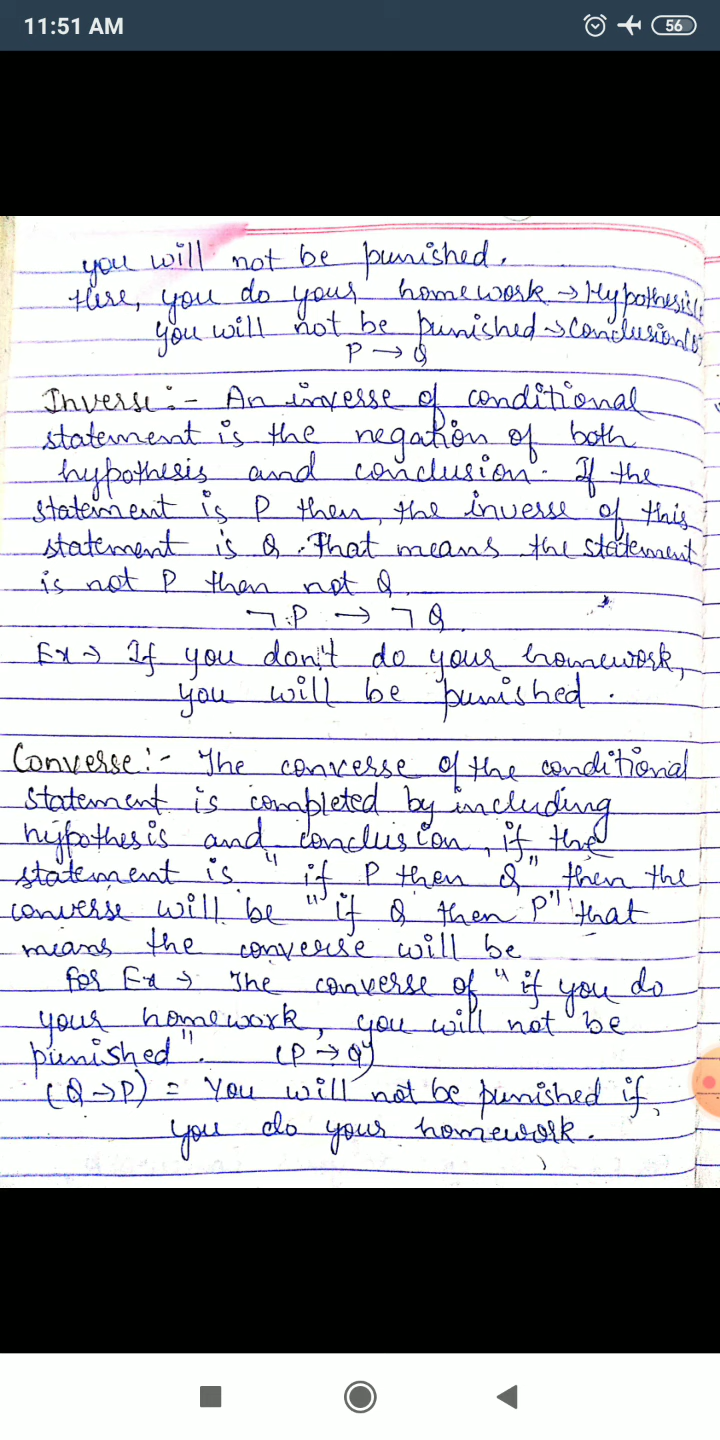 11:51 AM
56
you will not be punished.
Here, you do your homework → Hypothesis(
you will not be punished → Conclusion(
P → Q
Inverse :- An inverse of conditional
statement is the negation of both
hypothesis and conclusion. If the
statement is P then, the inverse of this
statement is Q. That means the statement
is not P then not Q.
¬ P → ¬ Q.
Ex → If you don't do your homework,
you will be punished.
Converse :- The converse of the conditional
statement is completed by including
hypothesis and conclusion, if the
statement is "if P then Q" then the
converse will be "if Q then P" that
means the converse will be
for Ex → The converse of "if you do
your homework, you will not be
punished". (P → Q)
(Q → P) = You will not be punished if,
you do your homework.